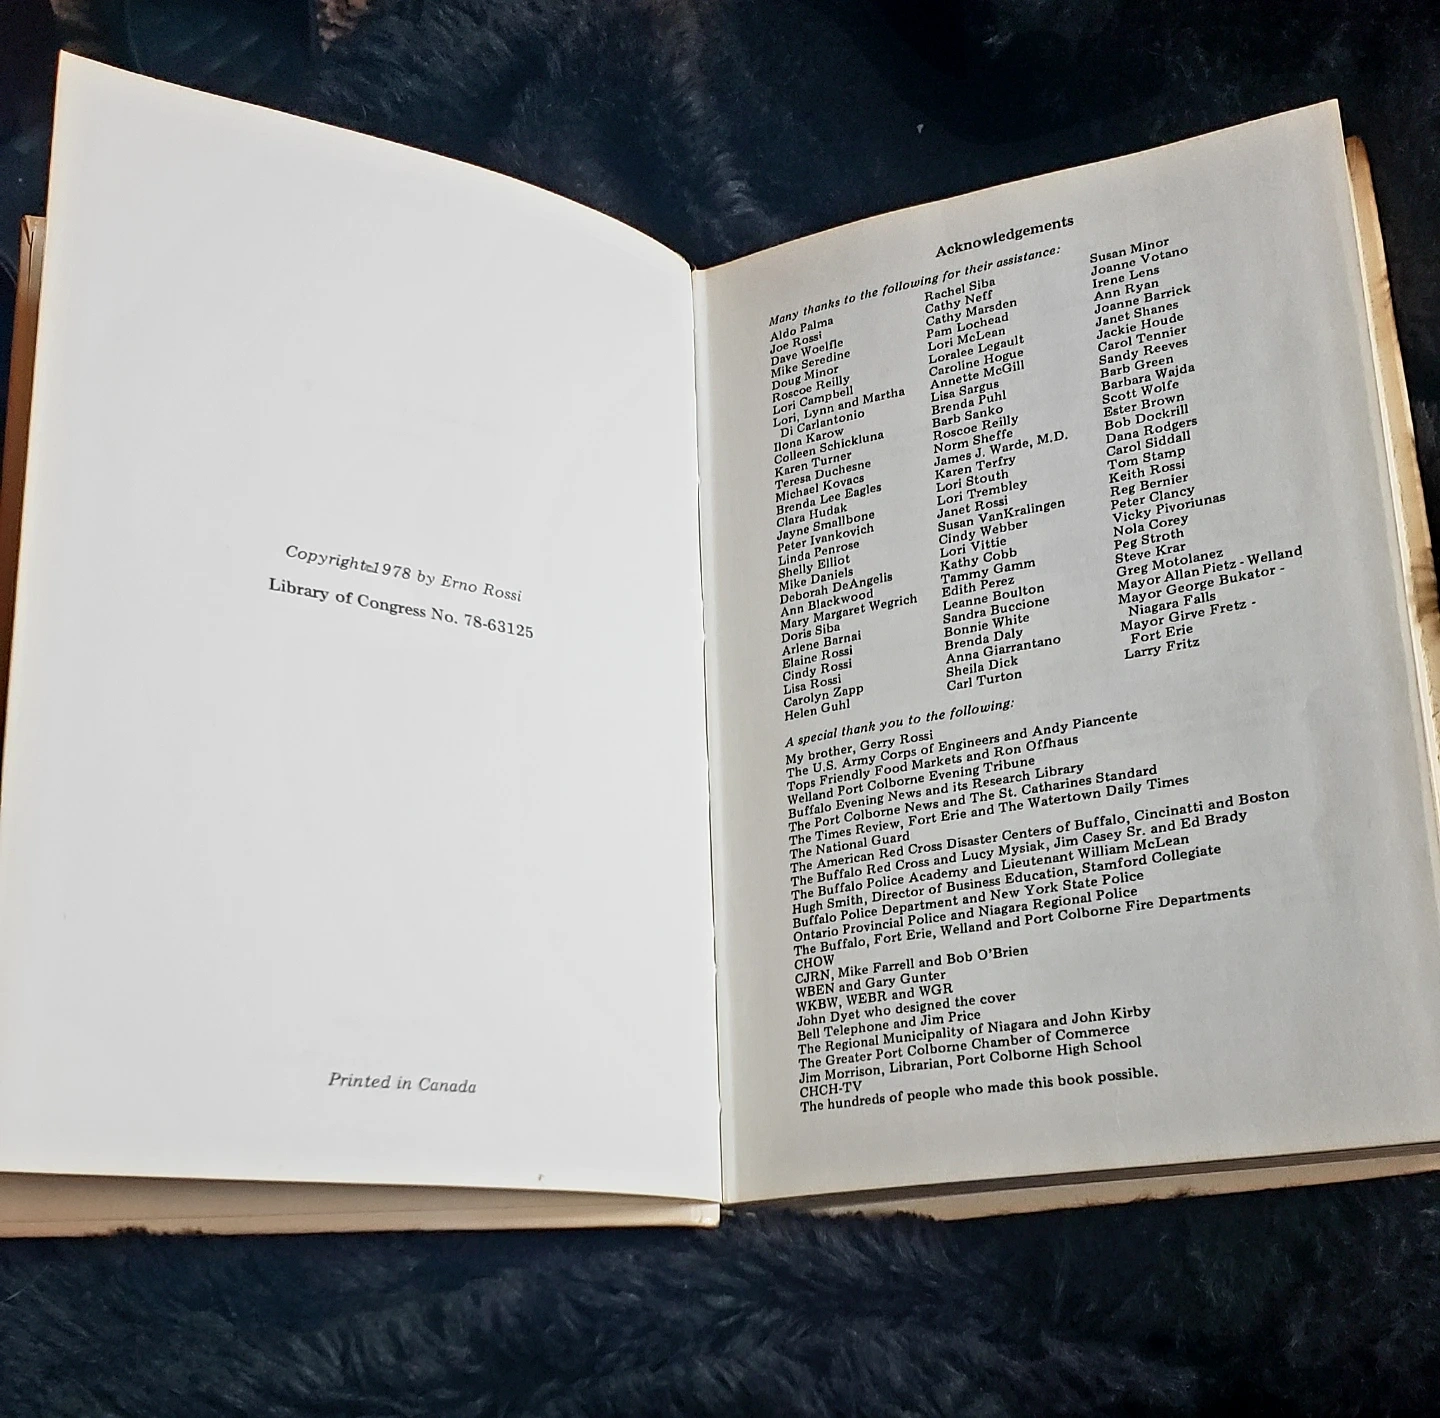 Copyright©1978 by Erno Rossi
Library of Congress No. 78-63125
Printed in Canada
Acknowledgements
Many thanks to the following for their assistance:
Aldo Palma
Joe Rossi
Dave Woelfle
Mike Seredine
Doug Minor
Roscoe Reilly
Lori Campbell
Lori, Lynn and Martha
Di Carlantonio
Ilona Karow
Colleen Schickluna
Karen Turner
Teresa Duchesne
Michael Kovacs
Brenda Lee Eagles
Clara Hudak
Jayne Smallbone
Peter Ivankovich
Linda Penrose
Shelly Elliot
Mike Daniels
Deborah DeAngelis
Ann Blackwood
Mary Margaret Wegrich
Doris Siba
Arlene Barnai
Elaine Rossi
Cindy Rossi
Lisa Rossi
Carolyn Zapp
Helen Guhl
Rachel Siba
Cathy Neff
Cathy Marsden
Pam Lochead
Lori McLean
Loralee Legault
Caroline Hogue
Annette McGill
Lisa Sargus
Brenda Puhl
Barb Sanko
Roscoe Reilly
Norm Sheffe
James J. Warde, M.D.
Karen Terfry
Lori Stouth
Lori Trembley
Janet Rossi
Susan VanKralingen
Cindy Webber
Lori Vittie
Kathy Cobb
Tammy Gamm
Edith Perez
Leanne Boulton
Sandra Buccione
Bonnie White
Brenda Daly
Anna Giarrantano
Sheila Dick
Carl Turton
Susan Minor
Joanne Votano
Irene Lens
Ann Ryan
Joanne Barrick
Janet Shanes
Jackie Houde
Carol Tennier
Sandy Reeves
Barb Green
Barbara Wajda
Scott Wolfe
Ester Brown
Bob Dockrill
Dana Rodgers
Carol Siddall
Tom Stamp
Keith Rossi
Reg Bernier
Peter Clancy
Vicky Pivoriunas
Nola Corey
Peg Stroth
Steve Krar
Greg Motolanez
Mayor Allan Pietz - Welland
Mayor George Bukator -
Niagara Falls
Mayor Girve Fretz -
Fort Erie
Larry Fritz
A special thank you to the following:
My brother, Gerry Rossi
The U.S. Army Corps of Engineers and Andy Piancente
Tops Friendly Food Markets and Ron Offhaus
Welland Port Colborne Evening Tribune
Buffalo Evening News and its Research Library
The Port Colborne News and The St. Catharines Standard
The Times Review, Fort Erie and The Watertown Daily Times
The National Guard
The American Red Cross Disaster Centers of Buffalo, Cincinatti and Boston
The Buffalo Red Cross and Lucy Mysiak, Jim Casey Sr. and Ed Brady
The Buffalo Police Academy and Lieutenant William McLean
Hugh Smith, Director of Business Education, Stamford Collegiate
Buffalo Police Department and New York State Police
Ontario Provincial Police and Niagara Regional Police
The Buffalo, Fort Erie, Welland and Port Colborne Fire Departments
CHOW
CJRN, Mike Farrell and Bob O'Brien
WBEN and Gary Gunter
WKBW, WEBR and WGR
John Dyet who designed the cover
Bell Telephone and Jim Price
The Regional Municipality of Niagara and John Kirby
The Greater Port Colborne Chamber of Commerce
Jim Morrison, Librarian, Port Colborne High School
CHCH-TV
The hundreds of people who made this book possible.